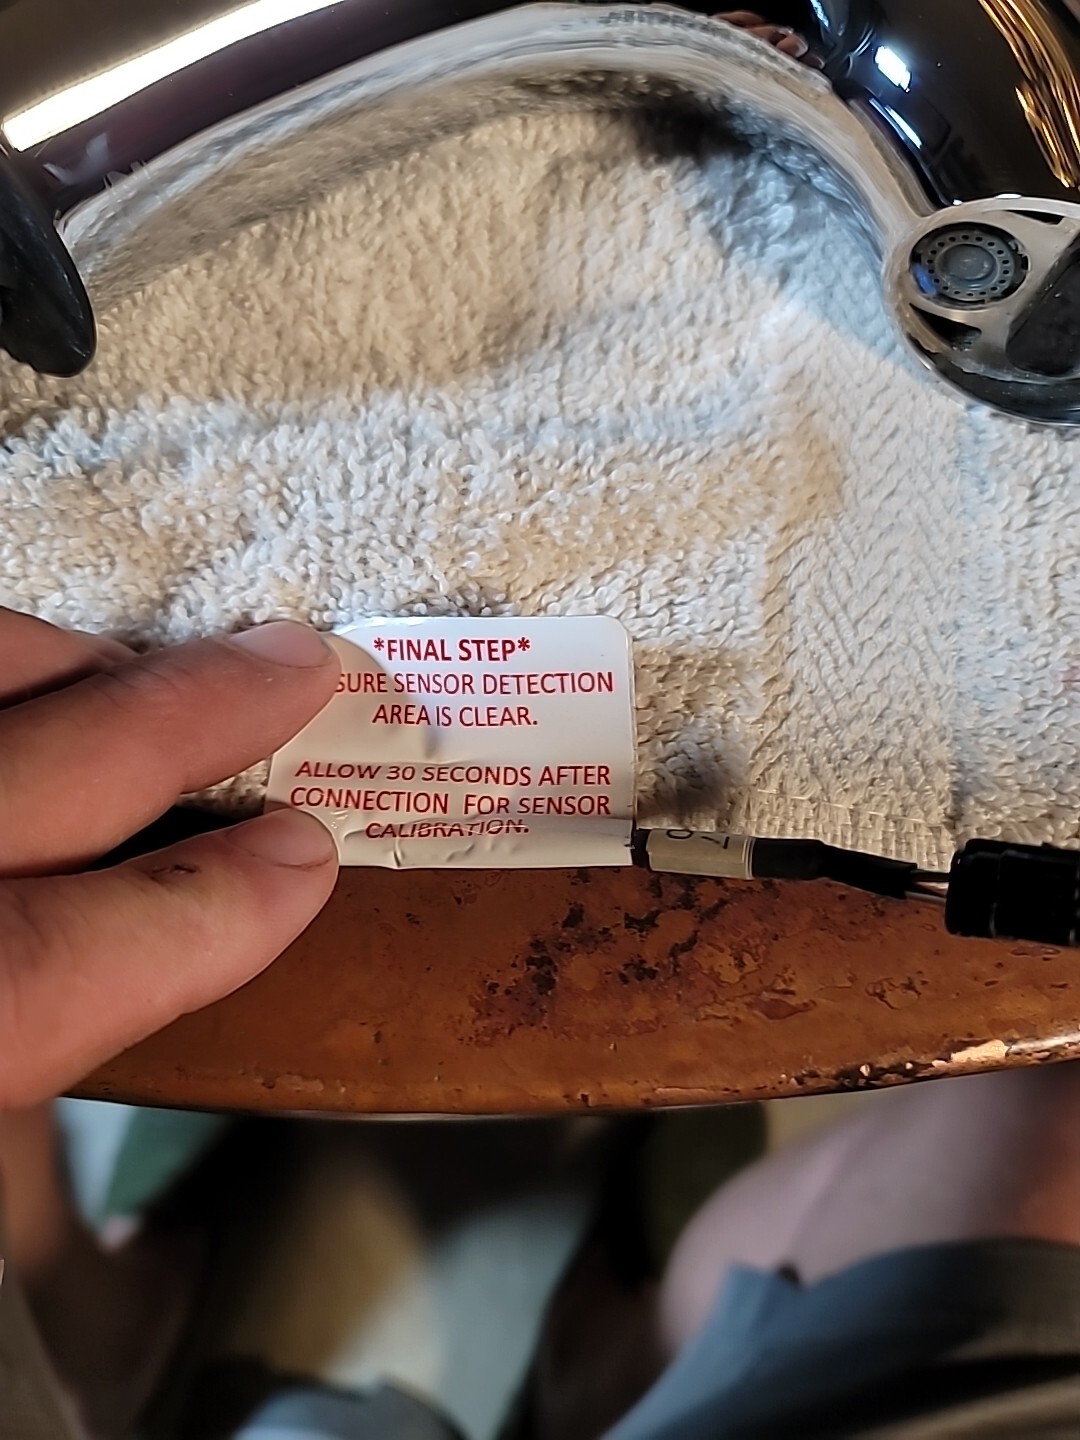 *FINAL STEP*
SURE SENSOR DETECTION
AREA IS CLEAR.
ALLOW 30 SECONDS AFTER
CONNECTION FOR SENSOR
CALIBRATION.